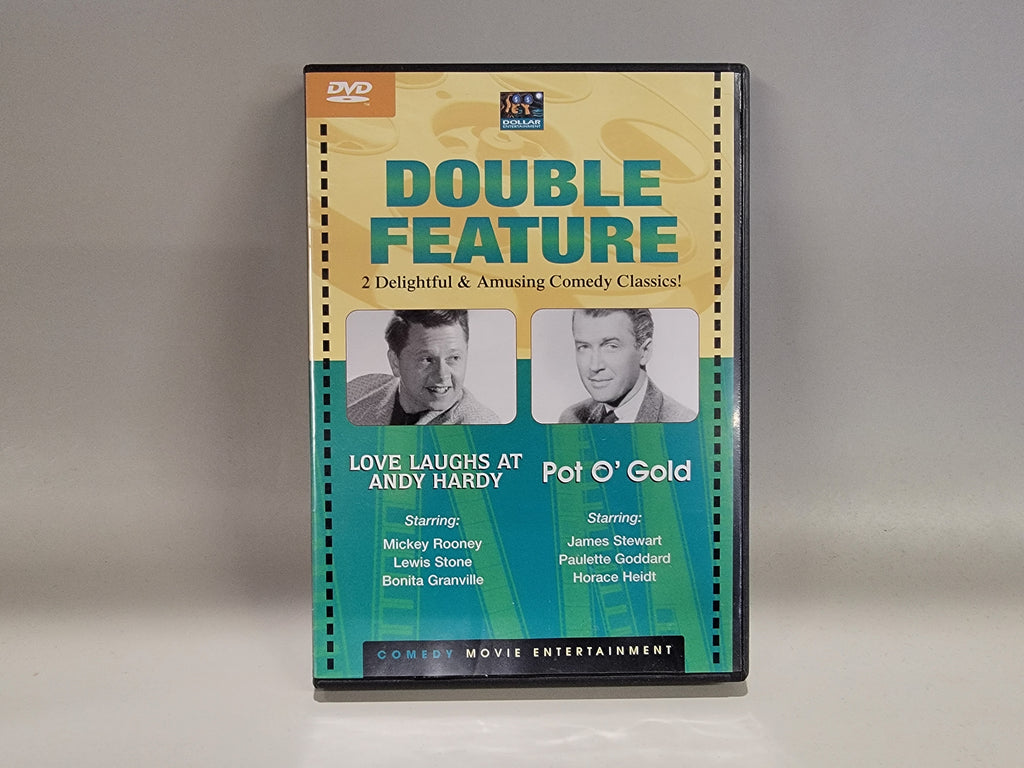 DVD
DOLLAR
ENTERTAINMENT
DOUBLE
FEATURE
2 Delightful & Amusing Comedy Classics!
LOVE LAUGHS AT
ANDY HARDY
Starring:
Mickey Rooney
Lewis Stone
Bonita Granville
Pot O' Gold
Starring:
James Stewart
Paulette Goddard
Horace Heidt
COMEDY MOVIE ENTERTAINMENT